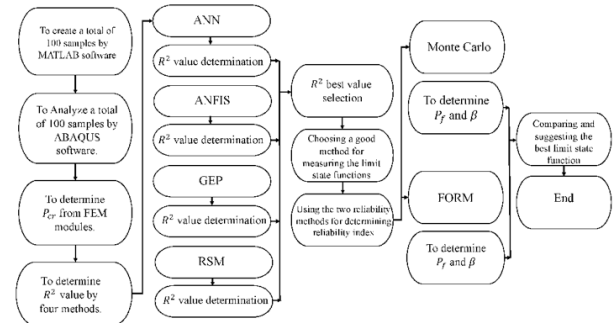 To create a total of
100 samples by
MATLAB software
To Analyze a total
of 100 samples by
ABAQUS
software.
To determine
P_cr from FEM
modules.
To determine
R² value by
four methods.
ANN
R² value determination
ANFIS
R² value determination
GEP
R² value determination
RSM
R² value determination
R² best value
selection
Choosing a good
method for
measuring the limit
state functions
Using the two reliability
methods for determining
reliability index
Monte Carlo
To determine
P_f and β
FORM
To determine
P_f and β
Comparing and
suggesting the
best limit state
function
End